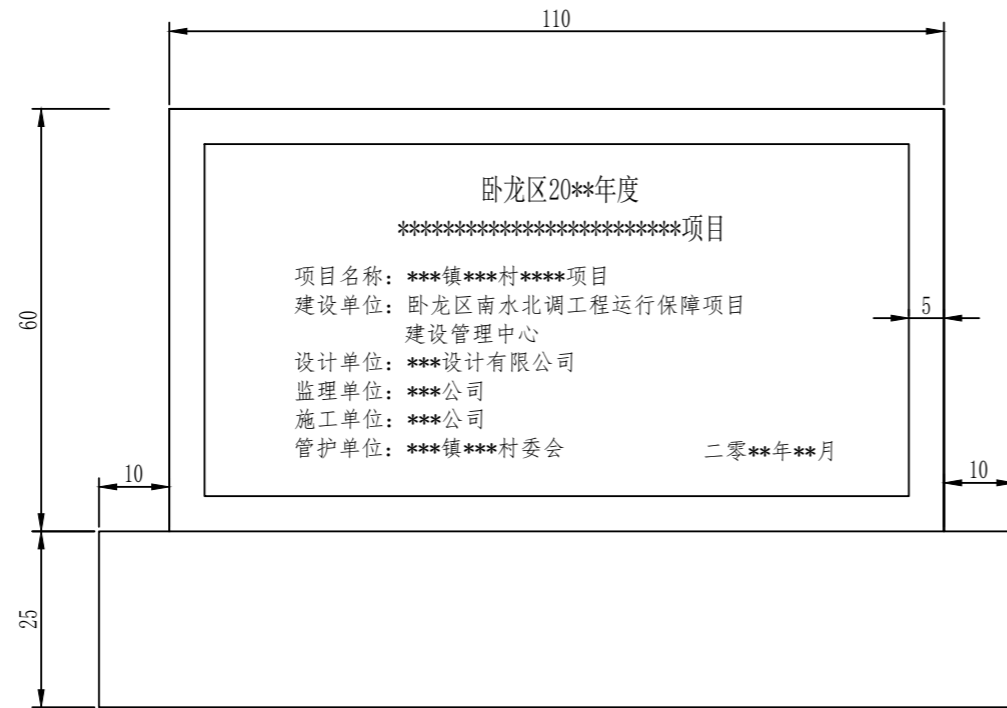 110
卧龙区20**年度
*************************项目
项目名称：***镇***村****项目
建设单位：卧龙区南水北调工程运行保障项目
建设管理中心
设计单位：***设计有限公司
监理单位：***公司
施工单位：***公司
管护单位：***镇***村委会 二零**年**月
60
5
10
10
25